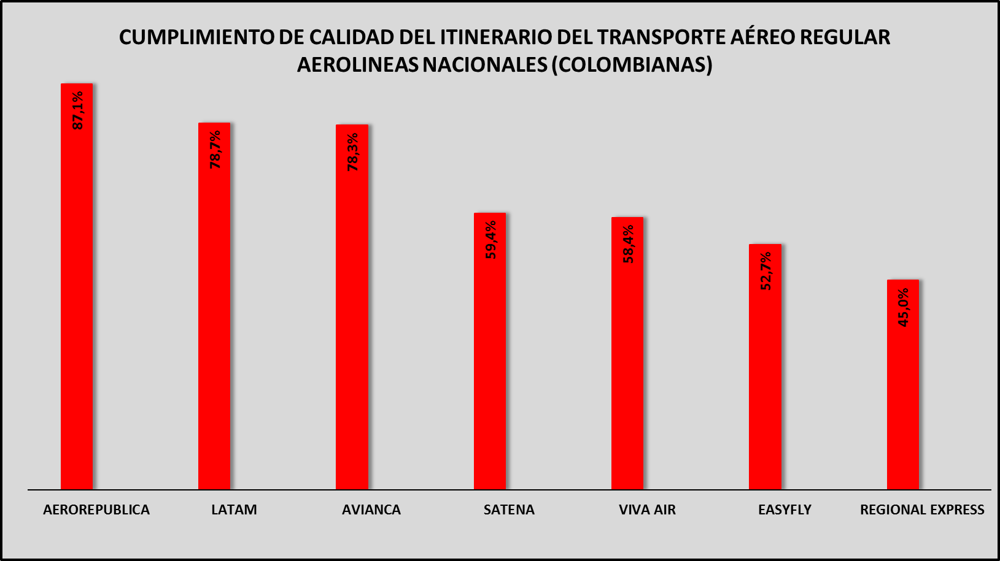 CUMPLIMIENTO DE CALIDAD DEL ITINERARIO DEL TRANSPORTE AÉREO REGULAR
AEROLINEAS NACIONALES (COLOMBIANAS)
87,1%
78,7%
78,3%
59,4%
58,4%
52,7%
45,0%
AEROREPUBLICA
LATAM
AVIANCA
SATENA
VIVA AIR
EASYFLY
REGIONAL EXPRESS